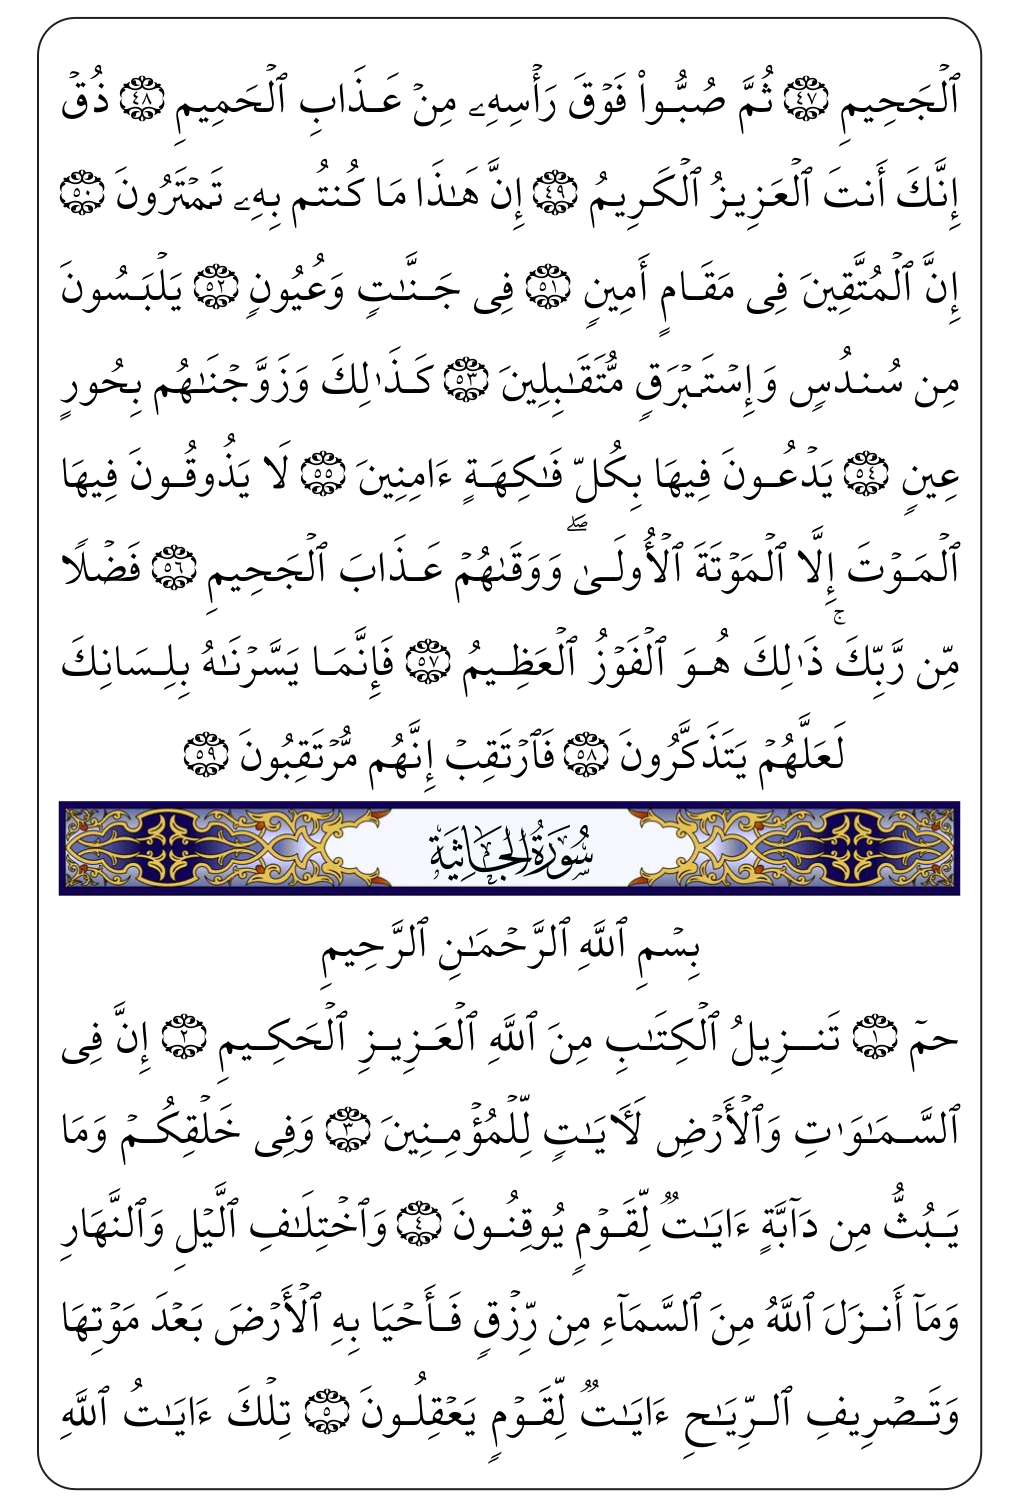 ٱلْجَحِيمِ ٤٧ ثُمَّ صُبُّوا۟ فَوْقَ رَأْسِهِۦ مِنْ عَذَابِ ٱلْحَمِيمِ ٤٨ ذُقْ
إِنَّكَ أَنتَ ٱلْعَزِيزُ ٱلْكَرِيمُ ٤٩ إِنَّ هَـٰذَا مَا كُنتُم بِهِۦ تَمْتَرُونَ ٥٠
إِنَّ ٱلْمُتَّقِينَ فِى مَقَامٍ أَمِينٍ ٥١ فِى جَنَّـٰتٍ وَعُيُونٍ ٥٢ يَلْبَسُونَ
مِن سُندُسٍ وَإِسْتَبْرَقٍ مُّتَقَـٰبِلِينَ ٥٣ كَذَٰلِكَ وَزَوَّجْنَـٰهُم بِحُورٍ
عِينٍ ٥٤ يَدْعُونَ فِيهَا بِكُلِّ فَـٰكِهَةٍ ءَامِنِينَ ٥٥ لَا يَذُوقُونَ فِيهَا
ٱلْمَوْتَ إِلَّا ٱلْمَوْتَةَ ٱلْأُولَىٰ ۖ وَوَقَىٰهُمْ عَذَابَ ٱلْجَحِيمِ ٥٦ فَضْلًا
مِّن رَّبِّكَ ۚ ذَٰلِكَ هُوَ ٱلْفَوْزُ ٱلْعَظِيمُ ٥٧ فَإِنَّمَا يَسَّرْنَـٰهُ بِلِسَانِكَ
لَعَلَّهُمْ يَتَذَكَّرُونَ ٥٨ فَٱرْتَقِبْ إِنَّهُم مُّرْتَقِبُونَ ٥٩
سُورَةُ الجَاثِيَةِ
بِسْمِ ٱللَّهِ ٱلرَّحْمَـٰنِ ٱلرَّحِيمِ
حمٓ ١ تَنزِيلُ ٱلْكِتَـٰبِ مِنَ ٱللَّهِ ٱلْعَزِيزِ ٱلْحَكِيمِ ٢ إِنَّ فِى
ٱلسَّمَـٰوَٰتِ وَٱلْأَرْضِ لَـَٔايَـٰتٍ لِّلْمُؤْمِنِينَ ٣ وَفِى خَلْقِكُمْ وَمَا
يَبُثُّ مِن دَآبَّةٍ ءَايَـٰتٌ لِّقَوْمٍ يُوقِنُونَ ٤ وَٱخْتِلَـٰفِ ٱلَّيْلِ وَٱلنَّهَارِ
وَمَآ أَنزَلَ ٱللَّهُ مِنَ ٱلسَّمَآءِ مِن رِّزْقٍ فَأَحْيَا بِهِ ٱلْأَرْضَ بَعْدَ مَوْتِهَا
وَتَصْرِيفِ ٱلرِّيَـٰحِ ءَايَـٰتٌ لِّقَوْمٍ يَعْقِلُونَ ٥ تِلْكَ ءَايَـٰتُ ٱللَّهِ